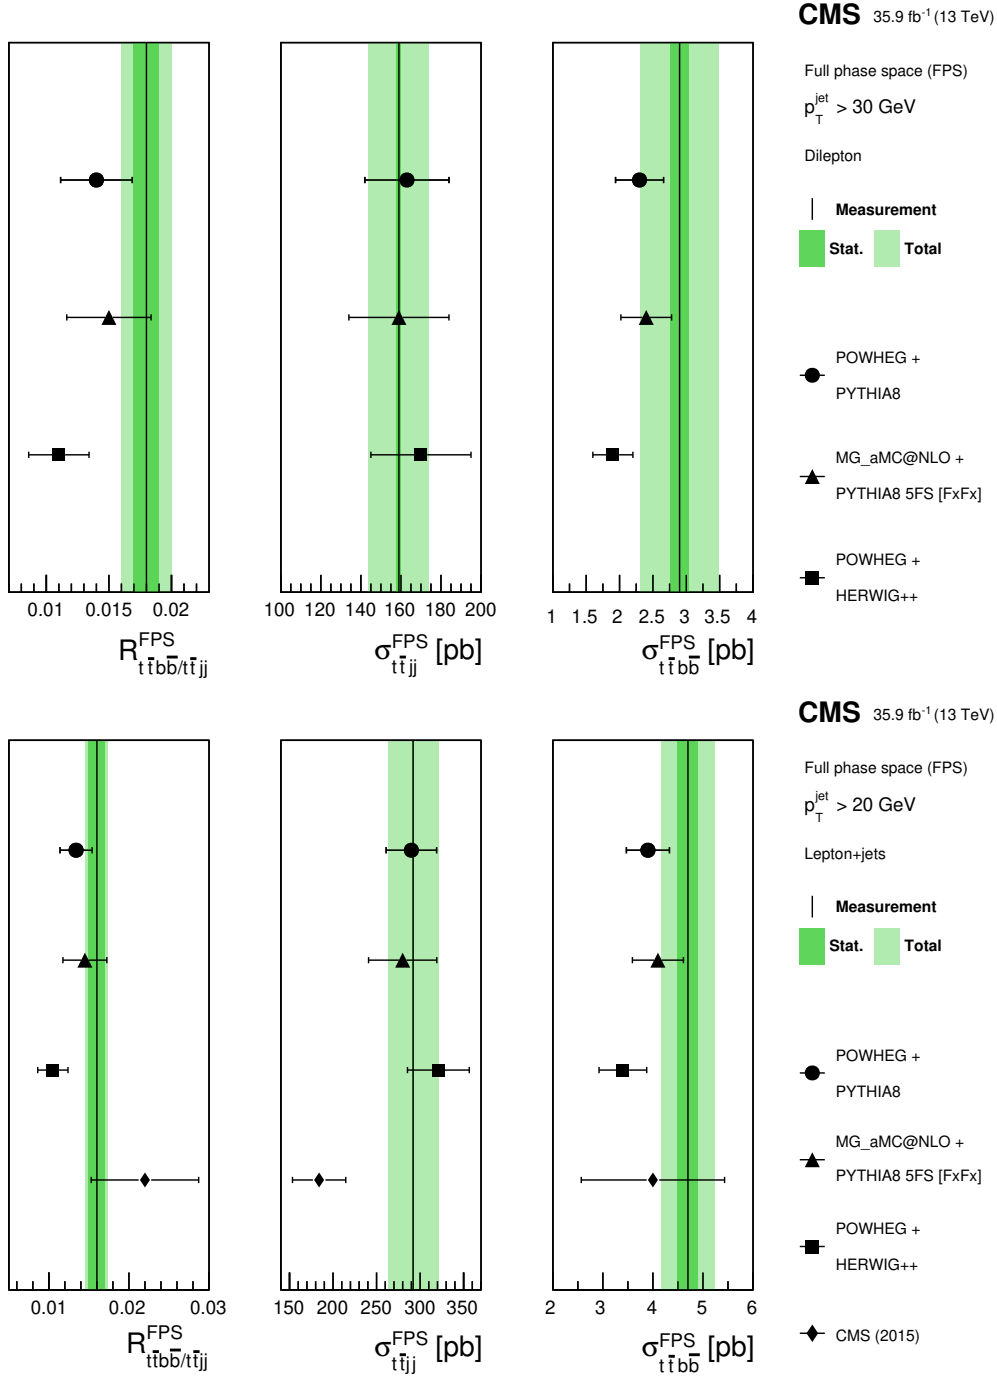 CMS 35.9 fb⁻¹ (13 TeV)
Full phase space (FPS)
p_T^jet > 30 GeV
Dilepton
Measurement
Stat. Total
POWHEG +
PYTHIA8
MG_aMC@NLO +
PYTHIA8 5FS [FxFx]
POWHEG +
HERWIG++
0.01 0.015 0.02
R^FPS_tt̄bb̄/tt̄jj
100 120 140 160 180 200
σ^FPS_tt̄jj [pb]
1 1.5 2 2.5 3 3.5 4
σ^FPS_tt̄bb̄ [pb]
CMS 35.9 fb⁻¹ (13 TeV)
Full phase space (FPS)
p_T^jet > 20 GeV
Lepton+jets
Measurement
Stat. Total
POWHEG +
PYTHIA8
MG_aMC@NLO +
PYTHIA8 5FS [FxFx]
POWHEG +
HERWIG++
CMS (2015)
0.01 0.02 0.03
R^FPS_tt̄bb̄/tt̄jj
150 200 250 300 350
σ^FPS_tt̄jj [pb]
2 3 4 5 6
σ^FPS_tt̄bb̄ [pb]